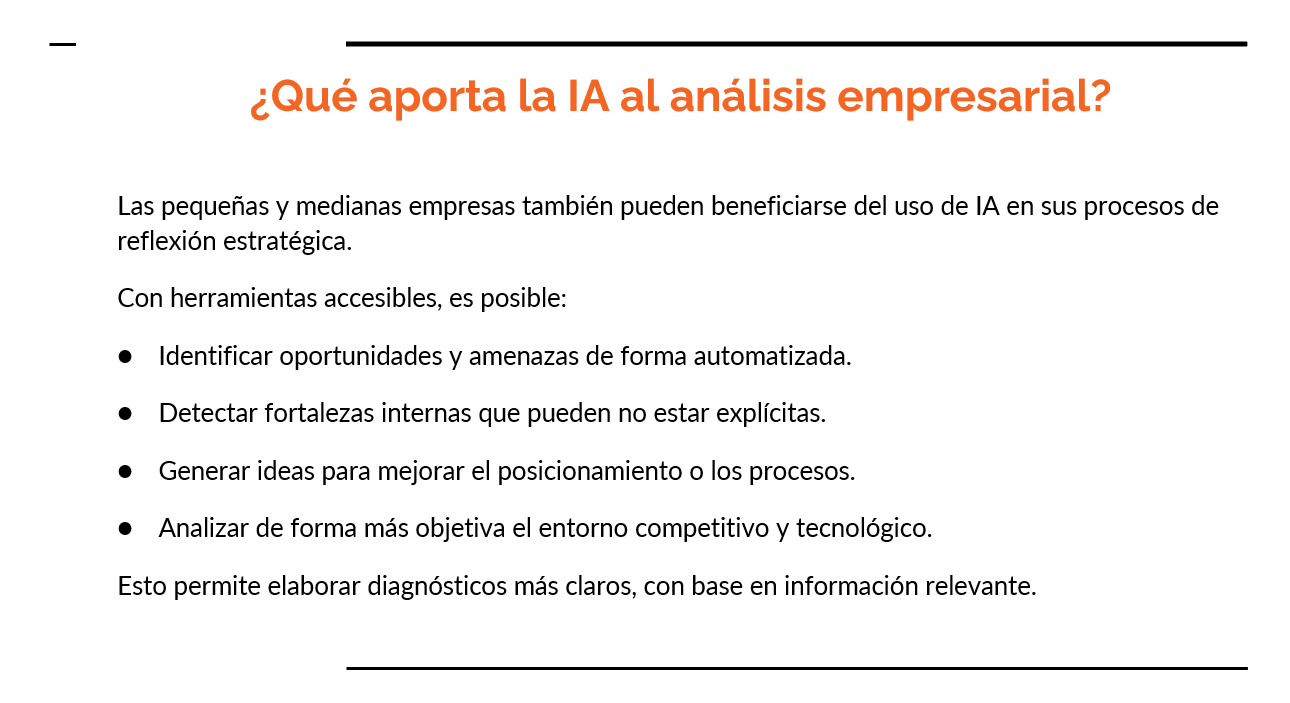 ¿Qué aporta la IA al análisis empresarial?
Las pequeñas y medianas empresas también pueden beneficiarse del uso de IA en sus procesos de
reflexión estratégica.
Con herramientas accesibles, es posible:
● Identificar oportunidades y amenazas de forma automatizada.
● Detectar fortalezas internas que pueden no estar explícitas.
● Generar ideas para mejorar el posicionamiento o los procesos.
● Analizar de forma más objetiva el entorno competitivo y tecnológico.
Esto permite elaborar diagnósticos más claros, con base en información relevante.